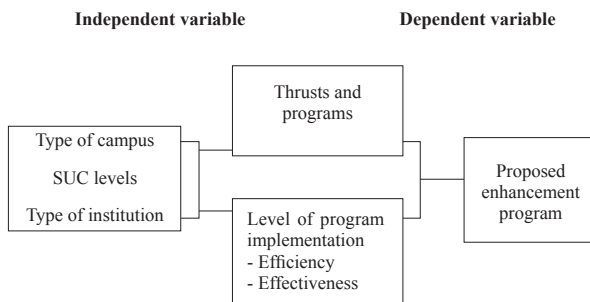 Independent variable
Dependent variable
Thrusts and
programs
Type of campus
SUC levels
Type of institution
Level of program
implementation
- Efficiency
- Effectiveness
Proposed
enhancement
program